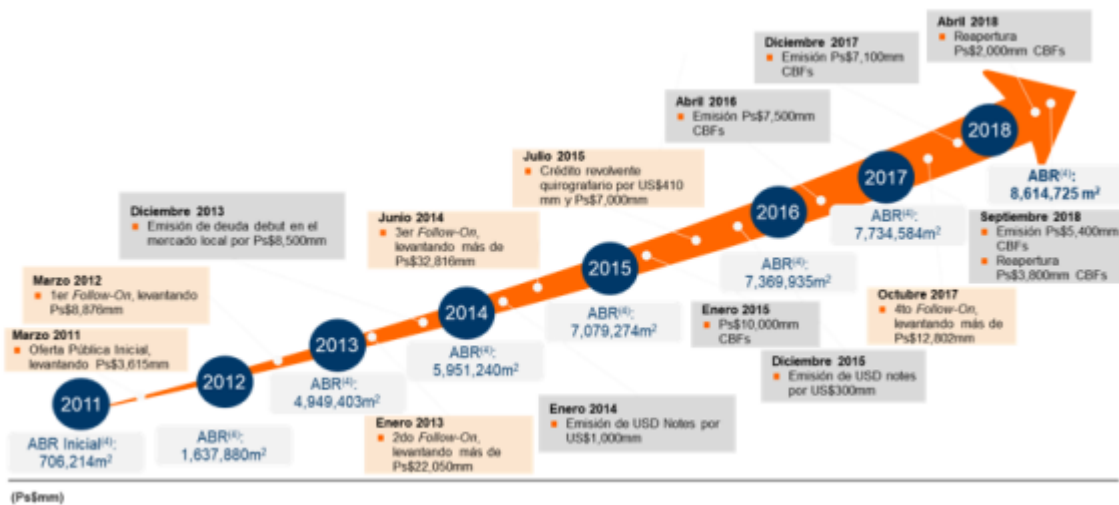 Abril 2018
Reapertura
Ps$2,000mm CBFs
Diciembre 2017
Emisión Ps$7,100mm
CBFs
Abril 2016
Emisión Ps$7,500mm
CBFs
Julio 2015
Crédito revolvente
quirografario por US$410
mm y Ps$7,000mm
Diciembre 2013
Emisión de deuda debut en el
mercado local por Ps$8,500mm
Junio 2014
3er Follow-On,
levantando más de
Ps$32,816mm
Marzo 2012
1er Follow-On, levantando
Ps$8,876mm
Marzo 2011
Oferta Pública Inicial,
levantando Ps$3,615mm
2011
2012
2013
2014
2015
2016
2017
2018
ABR Inicial(4):
706,214m²
ABR(4):
1,637,880m²
ABR(4):
4,949,403m²
ABR(4):
5,951,240m²
ABR(4):
7,079,274m²
ABR(4):
7,369,935m²
ABR(4):
7,734,584m²
ABR(4):
8,614,725 m²
Enero 2013
2do Follow-On,
levantando más de
Ps$22,050mm
Enero 2014
Emisión de USD Notes por
US$1,000mm
Enero 2015
Ps$10,000mm
CBFs
Diciembre 2015
Emisión de USD notes
por US$300mm
Octubre 2017
4to Follow-On,
levantando más de
Ps$12,802mm
Septiembre 2018
Emisión Ps$5,400mm
CBFs
Reapertura
Ps$3,800mm CBFs
(Ps$mm)